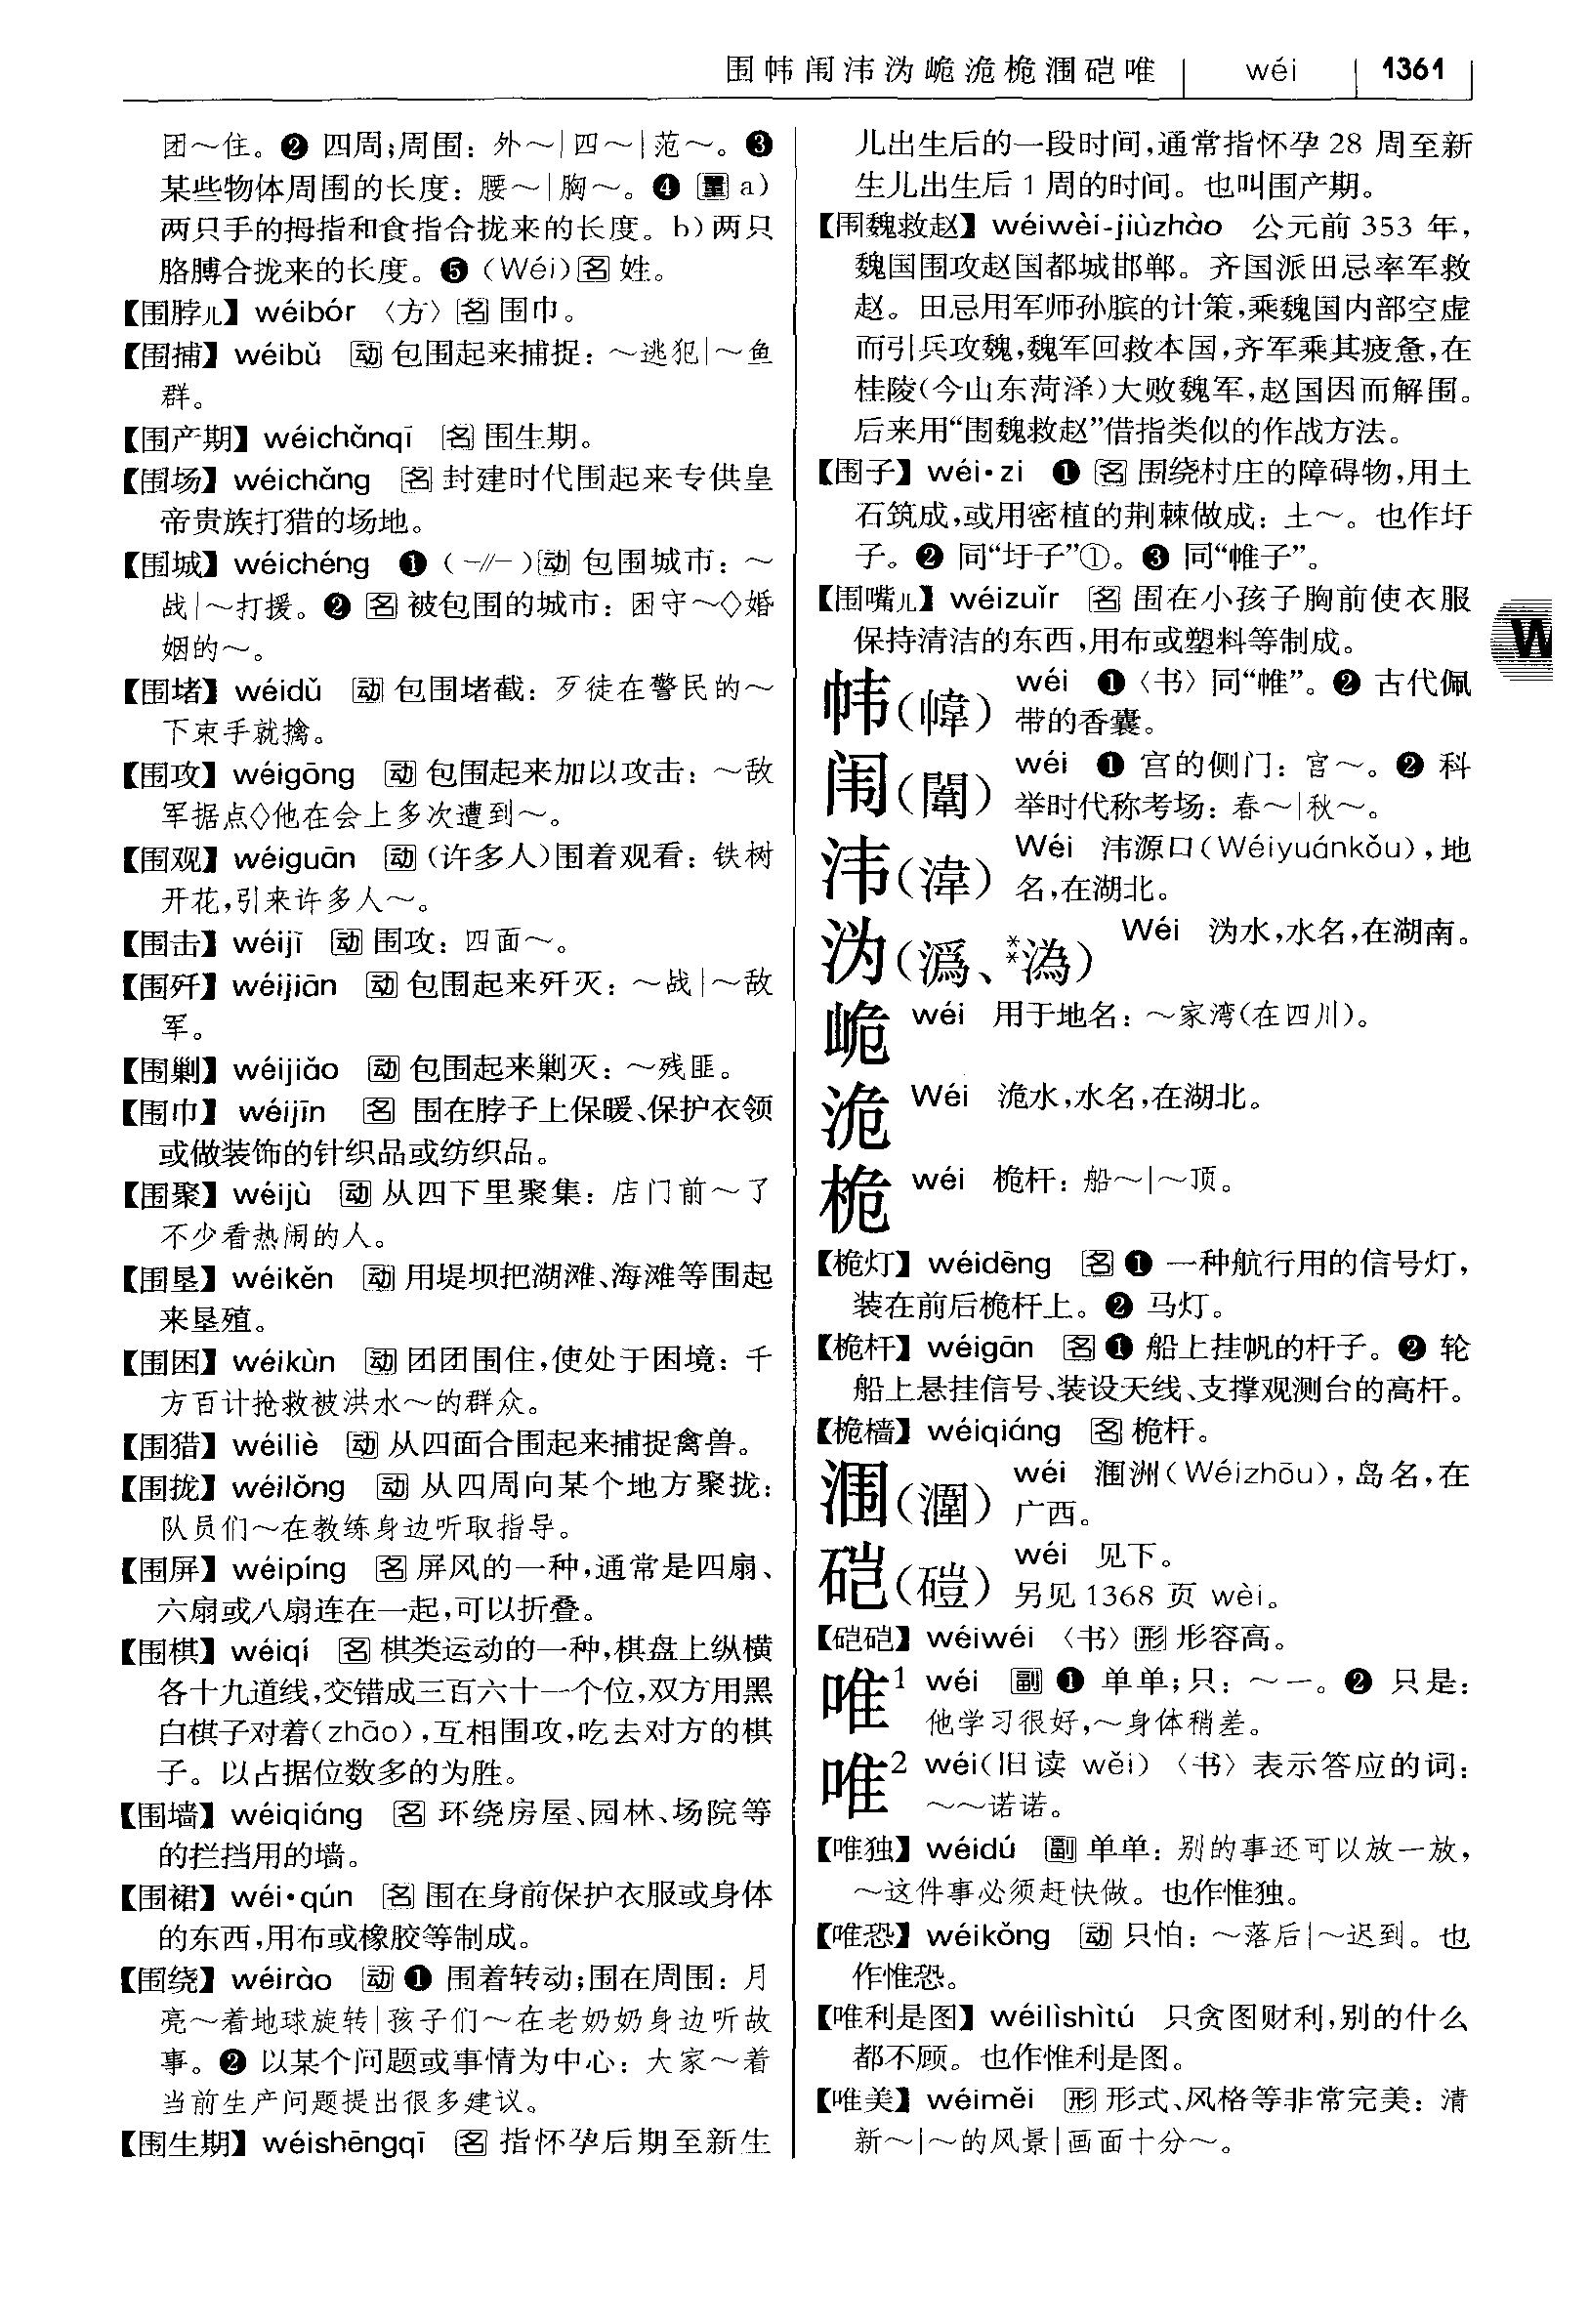 围帏闱沩沩峗洈桅涠硙唯 wéi 1361
团～住。❷ 四周;周围：外～|四～|范～。❸
某些物体周围的长度：腰～|胸～。❹ 量 a）
两只手的拇指和食指合拢来的长度。b）两只
胳膊合拢来的长度。❺（Wéi）名 姓。
【围脖儿】wéibór 〈方〉名 围巾。
【围捕】wéibǔ 动 包围起来捕捉：～逃犯|～鱼
群。
【围产期】wéichǎnqī 名 围生期。
【围场】wéichǎng 名 封建时代围起来专供皇
帝贵族打猎的场地。
【围城】wéichéng ❶（-//-）动 包围城市：～
战|～打援。❷ 名 被包围的城市：困守～◇婚
姻的～。
【围堵】wéidǔ 动 包围堵截：歹徒在警民的～
下束手就擒。
【围攻】wéigōng 动 包围起来加以攻击：～敌
军据点◇他在会上多次遭到～。
【围观】wéiguān 动（许多人）围着观看：铁树
开花,引来许多人～。
【围击】wéijī 动 围攻：四面～。
【围歼】wéijiān 动 包围起来歼灭：～战|～敌
军。
【围剿】wéijiǎo 动 包围起来剿灭：～残匪。
【围巾】wéijīn 名 围在脖子上保暖、保护衣领
或做装饰的针织品或纺织品。
【围聚】wéijù 动 从四下里聚集：店门前～了
不少看热闹的人。
【围垦】wéikěn 动 用堤坝把湖滩、海滩等围起
来垦殖。
【围困】wéikùn 动 团团围住,使处于困境：千
方百计抢救被洪水～的群众。
【围猎】wéiliè 动 从四面合围起来捕捉禽兽。
【围拢】wéilǒng 动 从四周向某个地方聚拢：
队员们～在教练身边听取指导。
【围屏】wéipíng 名 屏风的一种,通常是四扇、
六扇或八扇连在一起,可以折叠。
【围棋】wéiqí 名 棋类运动的一种,棋盘上纵横
各十九道线,交错成三百六十一个位,双方用黑
白棋子对着（zhāo）,互相围攻,吃去对方的棋
子。以占据位数多的为胜。
【围墙】wéiqiáng 名 环绕房屋、园林、场院等
的拦挡用的墙。
【围裙】wéi·qún 名 围在身前保护衣服或身体
的东西,用布或橡胶等制成。
【围绕】wéirào 动 ❶ 围着转动;围在周围：月
亮～着地球旋转|孩子们～在老奶奶身边听故
事。❷ 以某个问题或事情为中心：大家～着
当前生产问题提出很多建议。
【围生期】wéishēngqī 名 指怀孕后期至新生
儿出生后的一段时间,通常指怀孕 28 周至新
生儿出生后 1 周的时间。也叫围产期。
【围魏救赵】wéiwèi-jiùzhào 公元前 353 年,
魏国围攻赵国都城邯郸。齐国派田忌率军救
赵。田忌用军师孙膑的计策,乘魏国内部空虚
而引兵攻魏,魏军回救本国,齐军乘其疲惫,在
桂陵（今山东菏泽）大败魏军,赵国因而解围。
后来用“围魏救赵”借指类似的作战方法。
【围子】wéi·zi ❶ 名 围绕村庄的障碍物,用土
石筑成,或用密植的荆棘做成：土～。也作圩
子。❷ 同“圩子”①。❸ 同“帷子”。
【围嘴儿】wéizuǐr 名 围在小孩子胸前使衣服
保持清洁的东西,用布或塑料等制成。
W
帏（幃） wéi ❶〈书〉同“帷”。❷ 古代佩
带的香囊。
闱（闈） wéi ❶ 宫的侧门：宫～。❷ 科
举时代称考场：春～|秋～。
涠（湋） Wéi 沣源口（Wéiyuánkǒu）,地
名,在湖北。
沩（潙、**溈） Wéi 沩水,水名,在湖南。
峗 wéi 用于地名：～家湾（在四川）。
洈 Wéi 洈水,水名,在湖北。
桅 wéi 桅杆：船～|～顶。
【桅灯】wéidēng 名 ❶ 一种航行用的信号灯,
装在前后桅杆上。❷ 马灯。
【桅杆】wéigān 名 ❶ 船上挂帆的杆子。❷ 轮
船上悬挂信号、装设天线、支撑观测台的高杆。
【桅樯】wéiqiáng 名 桅杆。
涠（潿） wéi 涠洲（Wéizhōu）,岛名,在
广西。
硙（磑） wéi 见下。
另见 1368 页 wèi。
【硙硙】wéiwéi 〈书〉形 形容高。
唯1 wéi 副 ❶ 单单;只：～一。❷ 只是：
他学习很好,～身体稍差。
唯2 wéi（旧读 wěi）〈书〉表示答应的词：
～～诺诺。
【唯独】wéidú 副 单单：别的事还可以放一放,
～这件事必须赶快做。也作惟独。
【唯恐】wéikǒng 动 只怕：～落后|～迟到。也
作惟恐。
【唯利是图】wéilìshìtú 只贪图财利,别的什么
都不顾。也作惟利是图。
【唯美】wéiměi 形 形式、风格等非常完美：清
新～|～的风景|画面十分～。